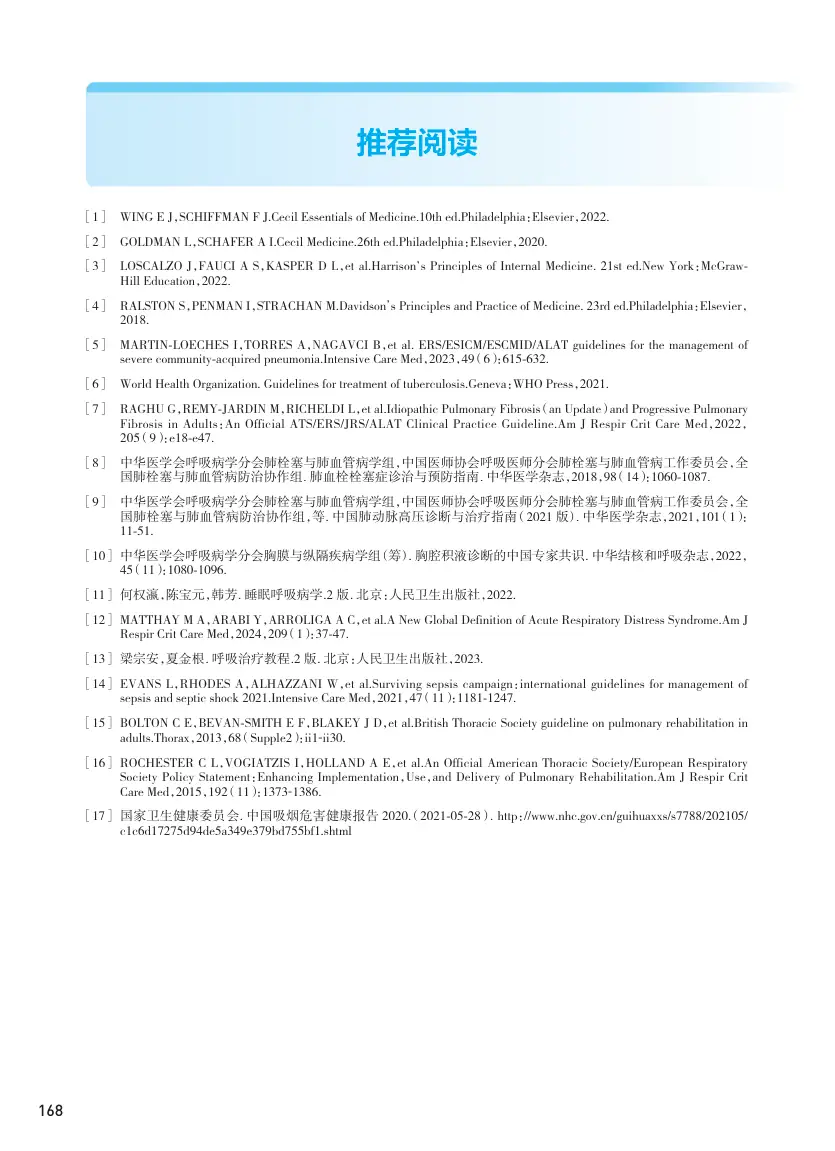 推荐阅读
［1］ WING E J，SCHIFFMAN F J.Cecil Essentials of Medicine.10th ed.Philadelphia：Elsevier，2022.
［2］ GOLDMAN L，SCHAFER A I.Cecil Medicine.26th ed.Philadelphia：Elsevier，2020.
［3］ LOSCALZO J，FAUCI A S，KASPER D L，et al.Harrison's Principles of Internal Medicine. 21st ed.New York：McGraw-
Hill Education，2022.
［4］ RALSTON S，PENMAN I，STRACHAN M.Davidson's Principles and Practice of Medicine. 23rd ed.Philadelphia：Elsevier，
2018.
［5］ MARTIN-LOECHES I，TORRES A，NAGAVCI B，et al. ERS/ESICM/ESCMID/ALAT guidelines for the management of
severe community-acquired pneumonia.Intensive Care Med，2023，49（6）：615-632.
［6］ World Health Organization. Guidelines for treatment of tuberculosis.Geneva：WHO Press，2021.
［7］ RAGHU G，REMY-JARDIN M，RICHELDI L，et al.Idiopathic Pulmonary Fibrosis（an Update）and Progressive Pulmonary
Fibrosis in Adults：An Official ATS/ERS/JRS/ALAT Clinical Practice Guideline.Am J Respir Crit Care Med，2022，
205（9）：e18-e47.
［8］ 中华医学会呼吸病学分会肺栓塞与肺血管病学组，中国医师协会呼吸医师分会肺栓塞与肺血管病工作委员会，全
国肺栓塞与肺血管病防治协作组. 肺血栓栓塞症诊治与预防指南. 中华医学杂志，2018，98（14）：1060-1087.
［9］ 中华医学会呼吸病学分会肺栓塞与肺血管病学组，中国医师协会呼吸医师分会肺栓塞与肺血管病工作委员会，全
国肺栓塞与肺血管病防治协作组，等. 中国肺动脉高压诊断与治疗指南（2021 版）. 中华医学杂志，2021，101（1）：
11-51.
［10］ 中华医学会呼吸病学分会胸膜与纵隔疾病学组（筹）. 胸腔积液诊断的中国专家共识. 中华结核和呼吸杂志，2022，
45（11）：1080-1096.
［11］ 何权瀛，陈宝元，韩芳. 睡眠呼吸病学.2 版. 北京：人民卫生出版社，2022.
［12］ MATTHAY M A，ARABI Y，ARROLIGA A C，et al.A New Global Definition of Acute Respiratory Distress Syndrome.Am J
Respir Crit Care Med，2024，209（1）：37-47.
［13］ 梁宗安，夏金根. 呼吸治疗教程.2 版. 北京：人民卫生出版社，2023.
［14］ EVANS L，RHODES A，ALHAZZANI W，et al.Surviving sepsis campaign：international guidelines for management of
sepsis and septic shock 2021.Intensive Care Med，2021，47（11）：1181-1247.
［15］ BOLTON C E，BEVAN-SMITH E F，BLAKEY J D，et al.British Thoracic Society guideline on pulmonary rehabilitation in
adults.Thorax，2013，68（Supple2）：ii1-ii30.
［16］ ROCHESTER C L，VOGIATZIS I，HOLLAND A E，et al.An Official American Thoracic Society/European Respiratory
Society Policy Statement：Enhancing Implementation，Use，and Delivery of Pulmonary Rehabilitation.Am J Respir Crit
Care Med，2015，192（11）：1373-1386.
［17］ 国家卫生健康委员会. 中国吸烟危害健康报告 2020.（2021-05-28）. http：//www.nhc.gov.cn/guihuaxxs/s7788/202105/
c1c6d17275d94de5a349e379bd755bf1.shtml
168